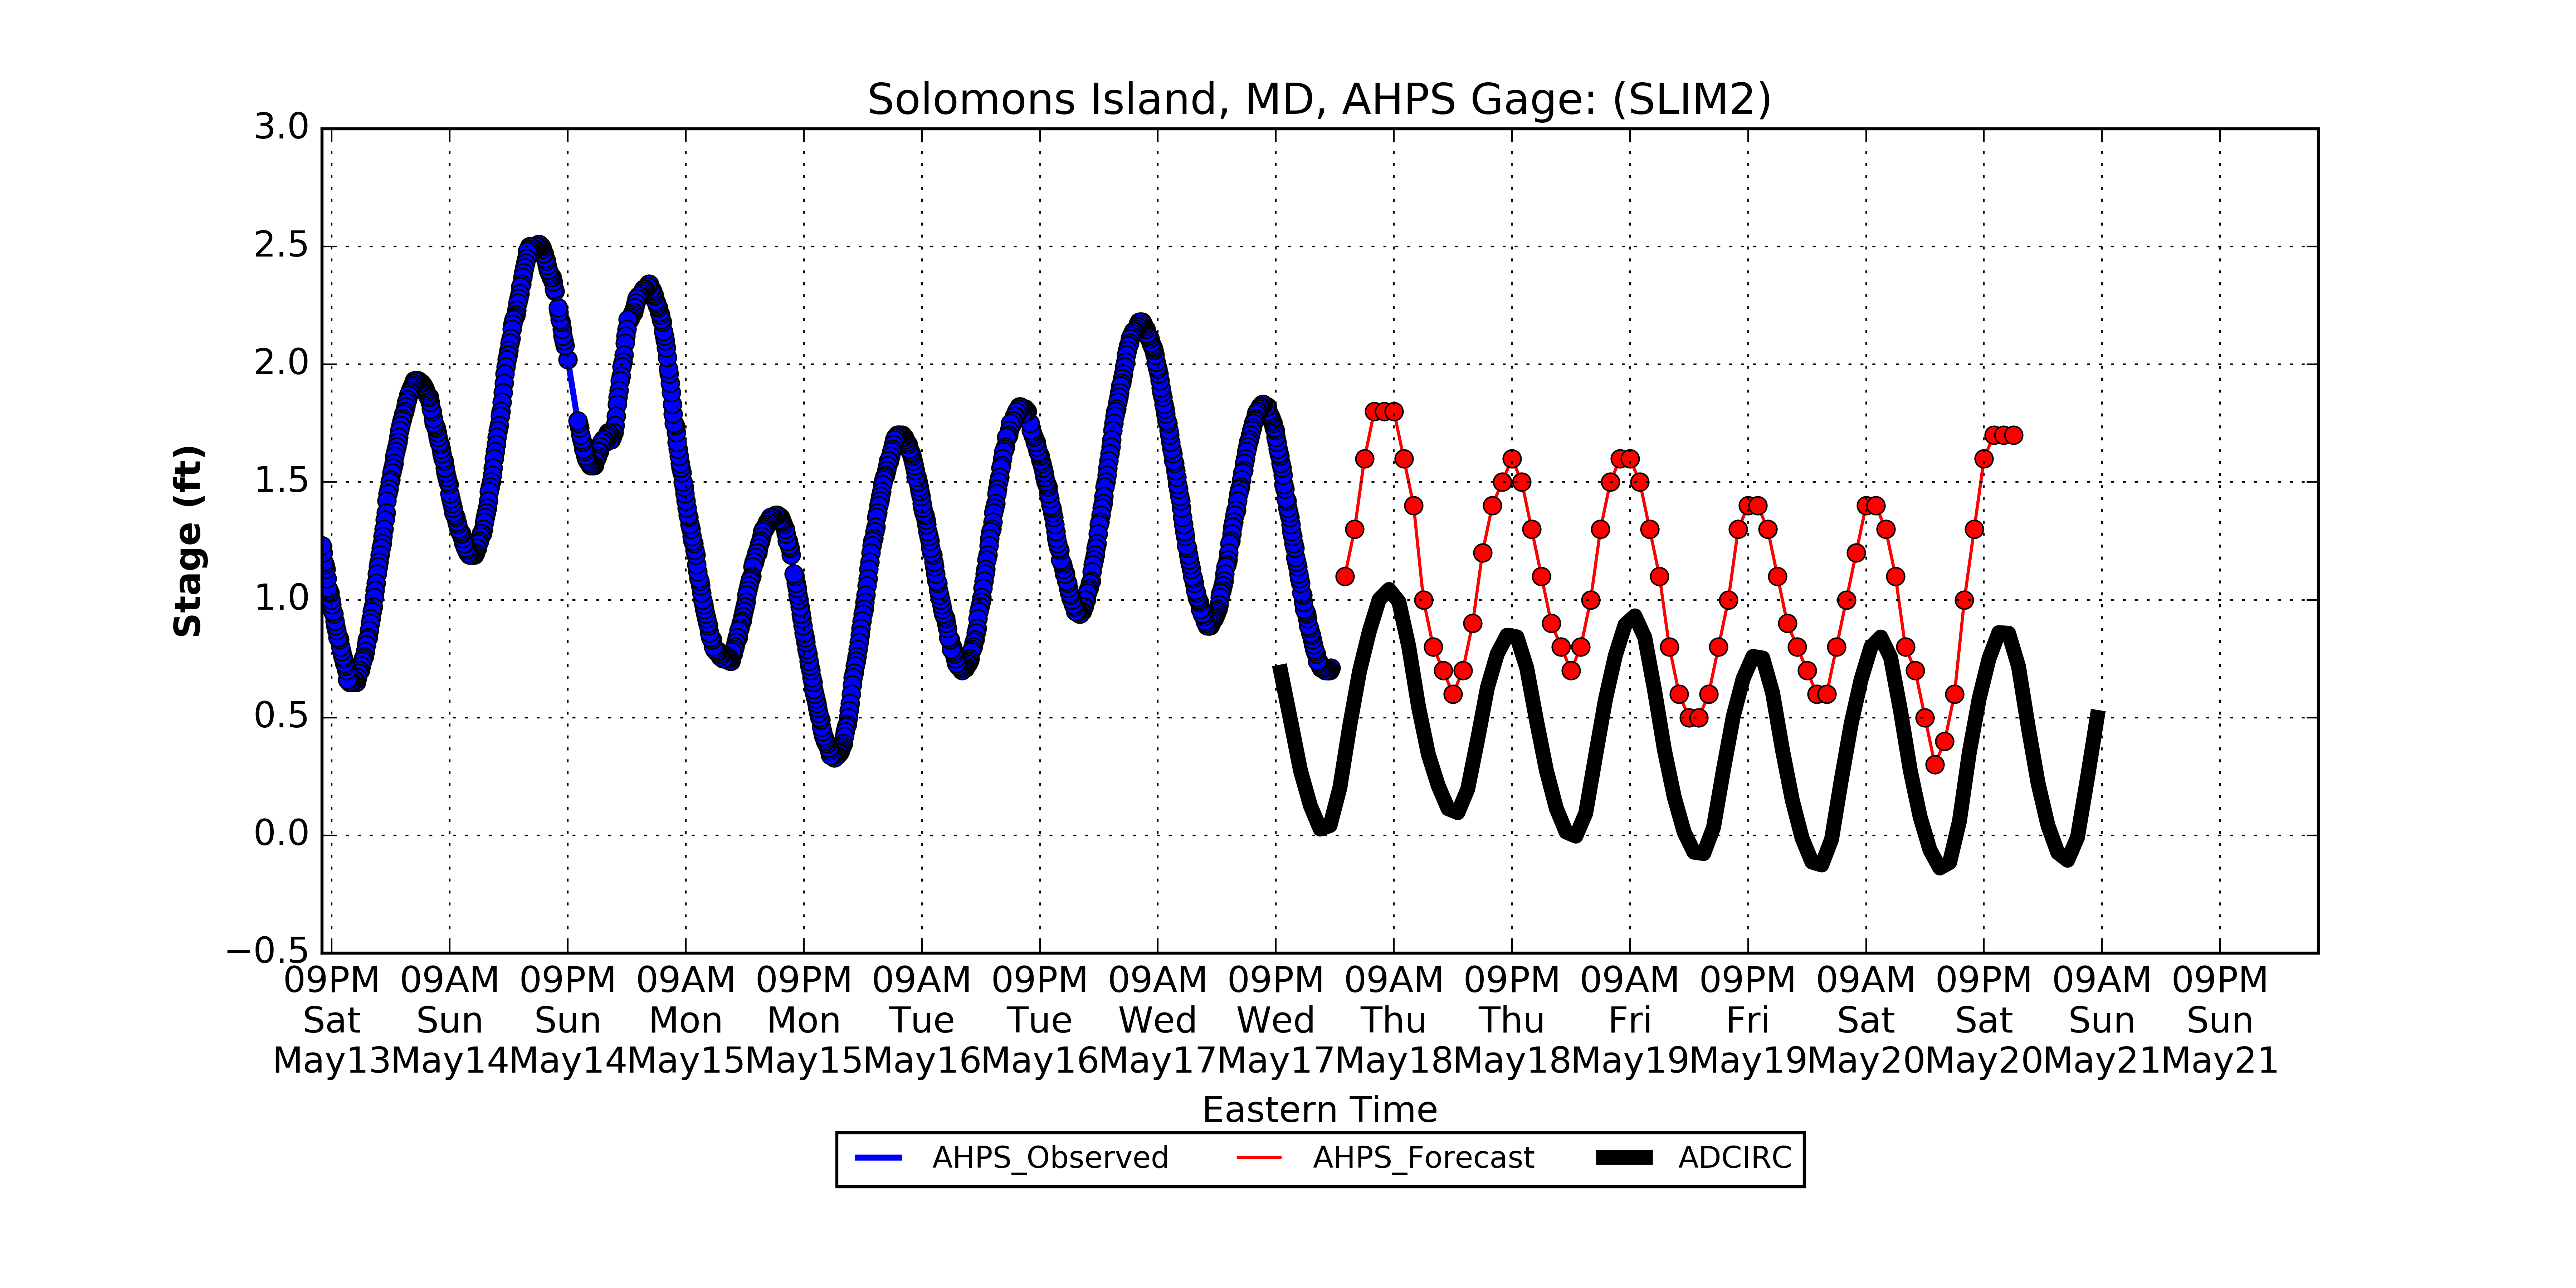 Solomons Island, MD, AHPS Gage: (SLIM2)
3.0
2.5
2.0
1.5
1.0
0.5
0.0
−0.5
Stage (ft)
09PM 09AM 09PM 09AM 09PM 09AM 09PM 09AM 09PM 09AM 09PM 09AM 09PM 09AM 09PM 09AM 09PM
Sat Sun Sun Mon Mon Tue Tue Wed Wed Thu Thu Fri Fri Sat Sat Sun Sun
May13 May14 May14 May15 May15 May16 May16 May17 May17 May18 May18 May19 May19 May20 May20 May21 May21
Eastern Time
AHPS_Observed AHPS_Forecast ADCIRC